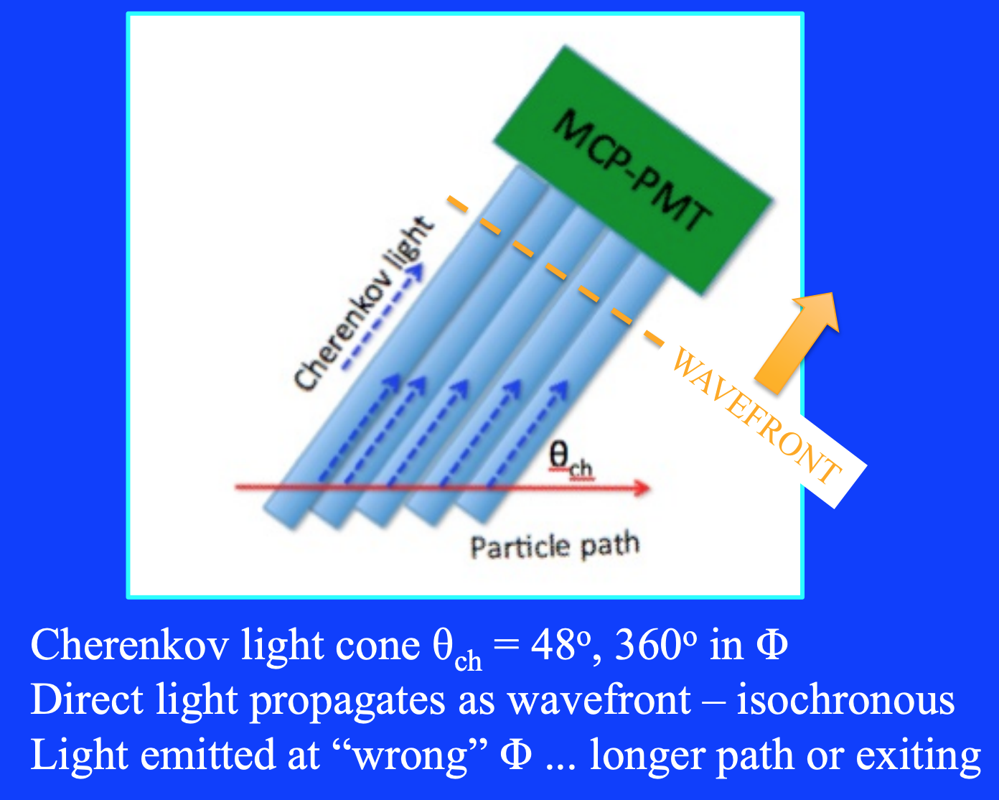 MCP-PMT
Cherenkov light
WAVEFRONT
θch
Particle path
Cherenkov light cone θch = 48º, 360º in Φ
Direct light propagates as wavefront – isochronous
Light emitted at “wrong” Φ ... longer path or exiting